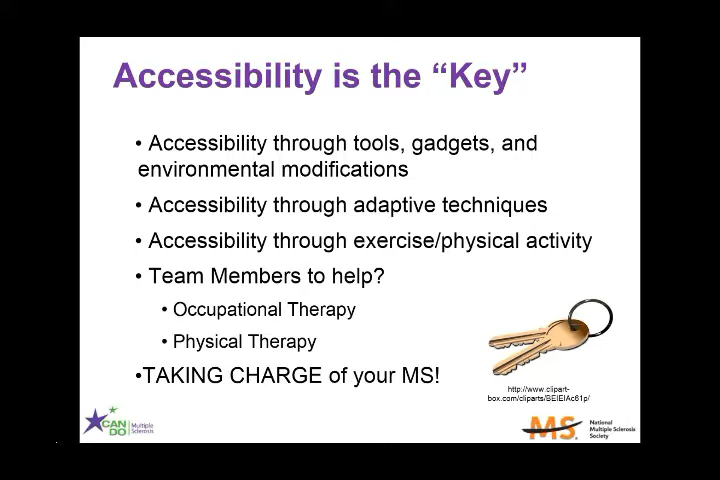 Accessibility is the “Key”
• Accessibility through tools, gadgets, and
environmental modifications
• Accessibility through adaptive techniques
• Accessibility through exercise/physical activity
• Team Members to help?
• Occupational Therapy
• Physical Therapy
•TAKING CHARGE of your MS!
http://www.clipart-
box.com/cliparts/BEIEIAc61p/
CAN DO Multiple Sclerosis
MS
National
Multiple Sclerosis
Society